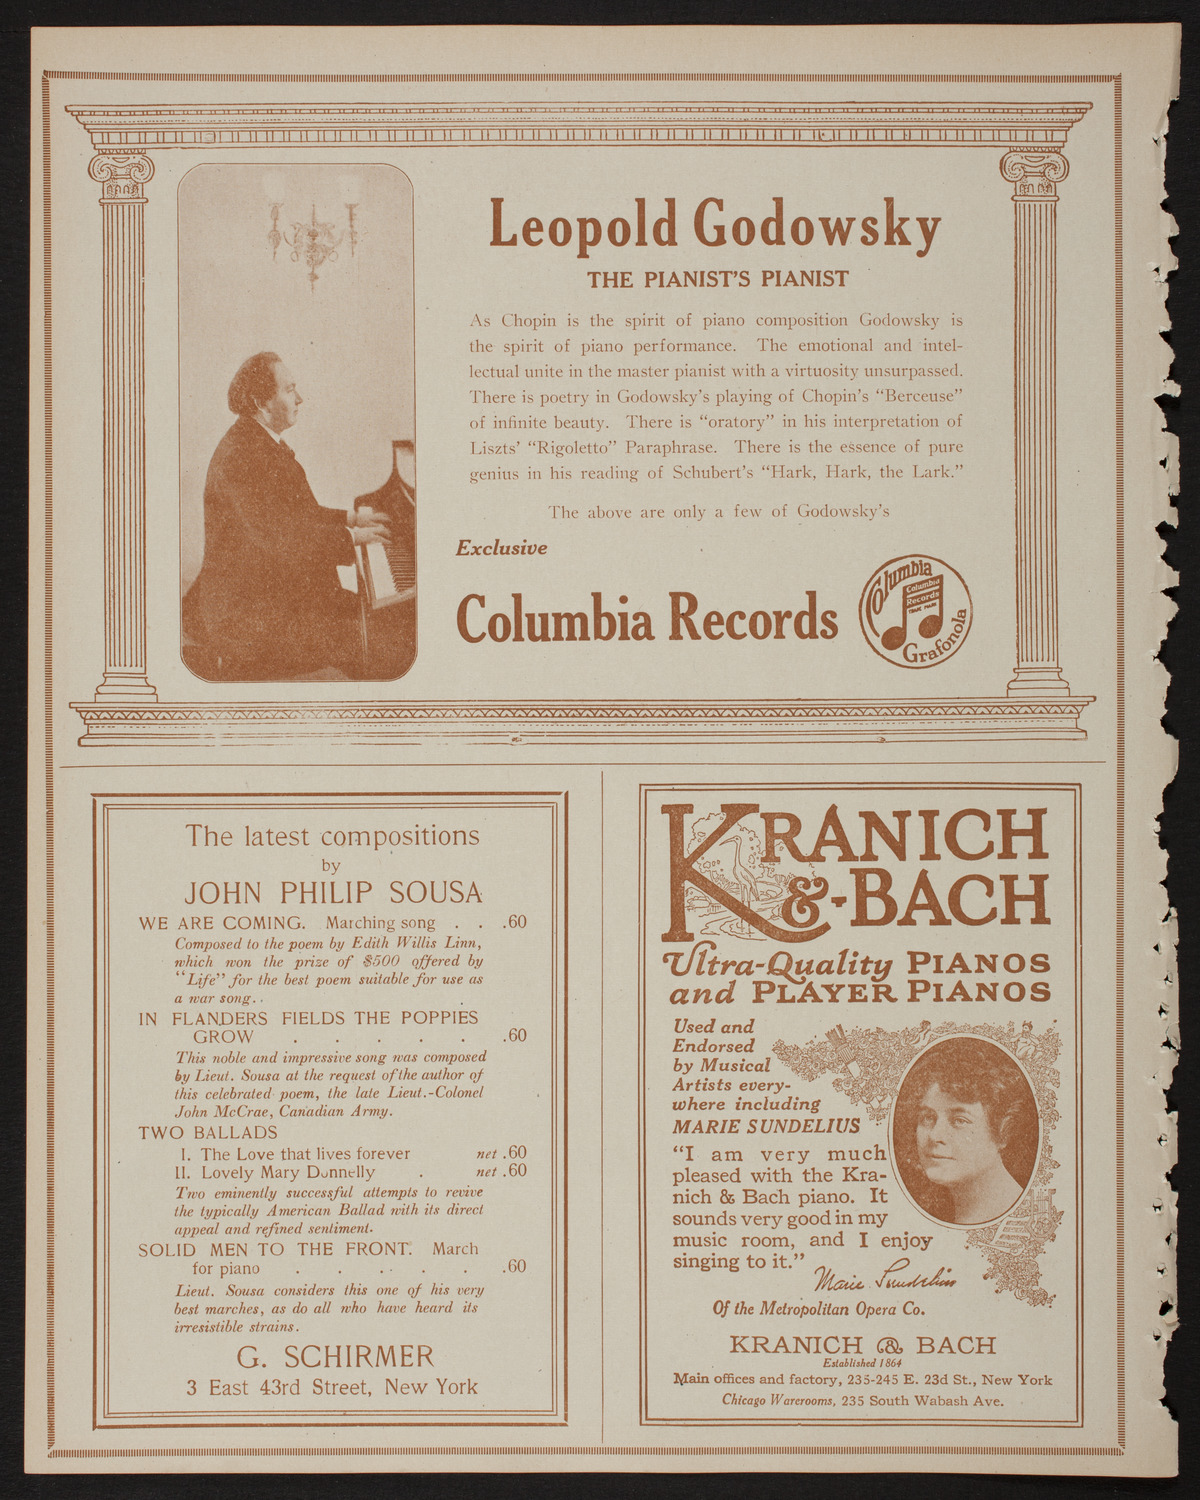 Leopold Godowsky
THE PIANIST'S PIANIST
As Chopin is the spirit of piano composition Godowsky is
the spirit of piano performance. The emotional and intel-
lectual unite in the master pianist with a virtuosity unsurpassed.
There is poetry in Godowsky's playing of Chopin's "Berceuse"
of infinite beauty. There is "oratory" in his interpretation of
Liszts' "Rigoletto" Paraphrase. There is the essence of pure
genius in his reading of Schubert's "Hark, Hark, the Lark."
The above are only a few of Godowsky's
Exclusive
Columbia Records
Columbia
Columbia
Records
TRADE MARK
Grafonola
The latest compositions
by
JOHN PHILIP SOUSA
WE ARE COMING. Marching song . . .60
Composed to the poem by Edith Willis Linn,
which won the prize of $500 offered by
"Life" for the best poem suitable for use as
a war song.
IN FLANDERS FIELDS THE POPPIES
GROW . . . . . .60
This noble and impressive song was composed
by Lieut. Sousa at the request of the author of
this celebrated poem, the late Lieut.-Colonel
John McCrae, Canadian Army.
TWO BALLADS
I. The Love that lives forever net .60
II. Lovely Mary Donnelly . net .60
Two eminently successful attempts to revive
the typically American Ballad with its direct
appeal and refined sentiment.
SOLID MEN TO THE FRONT. March
for piano . . . . . .60
Lieut. Sousa considers this one of his very
best marches, as do all who have heard its
irresistible strains.
G. SCHIRMER
3 East 43rd Street, New York
KRANICH
&-BACH
Ultra-Quality PIANOS
and PLAYER PIANOS
Used and
Endorsed
by Musical
Artists every-
where including
MARIE SUNDELIUS
"I am very much
pleased with the Kra-
nich & Bach piano. It
sounds very good in my
music room, and I enjoy
singing to it."
Marie Sundelius
Of the Metropolitan Opera Co.
KRANICH & BACH
Established 1864
Main offices and factory, 235-245 E. 23d St., New York
Chicago Warerooms, 235 South Wabash Ave.